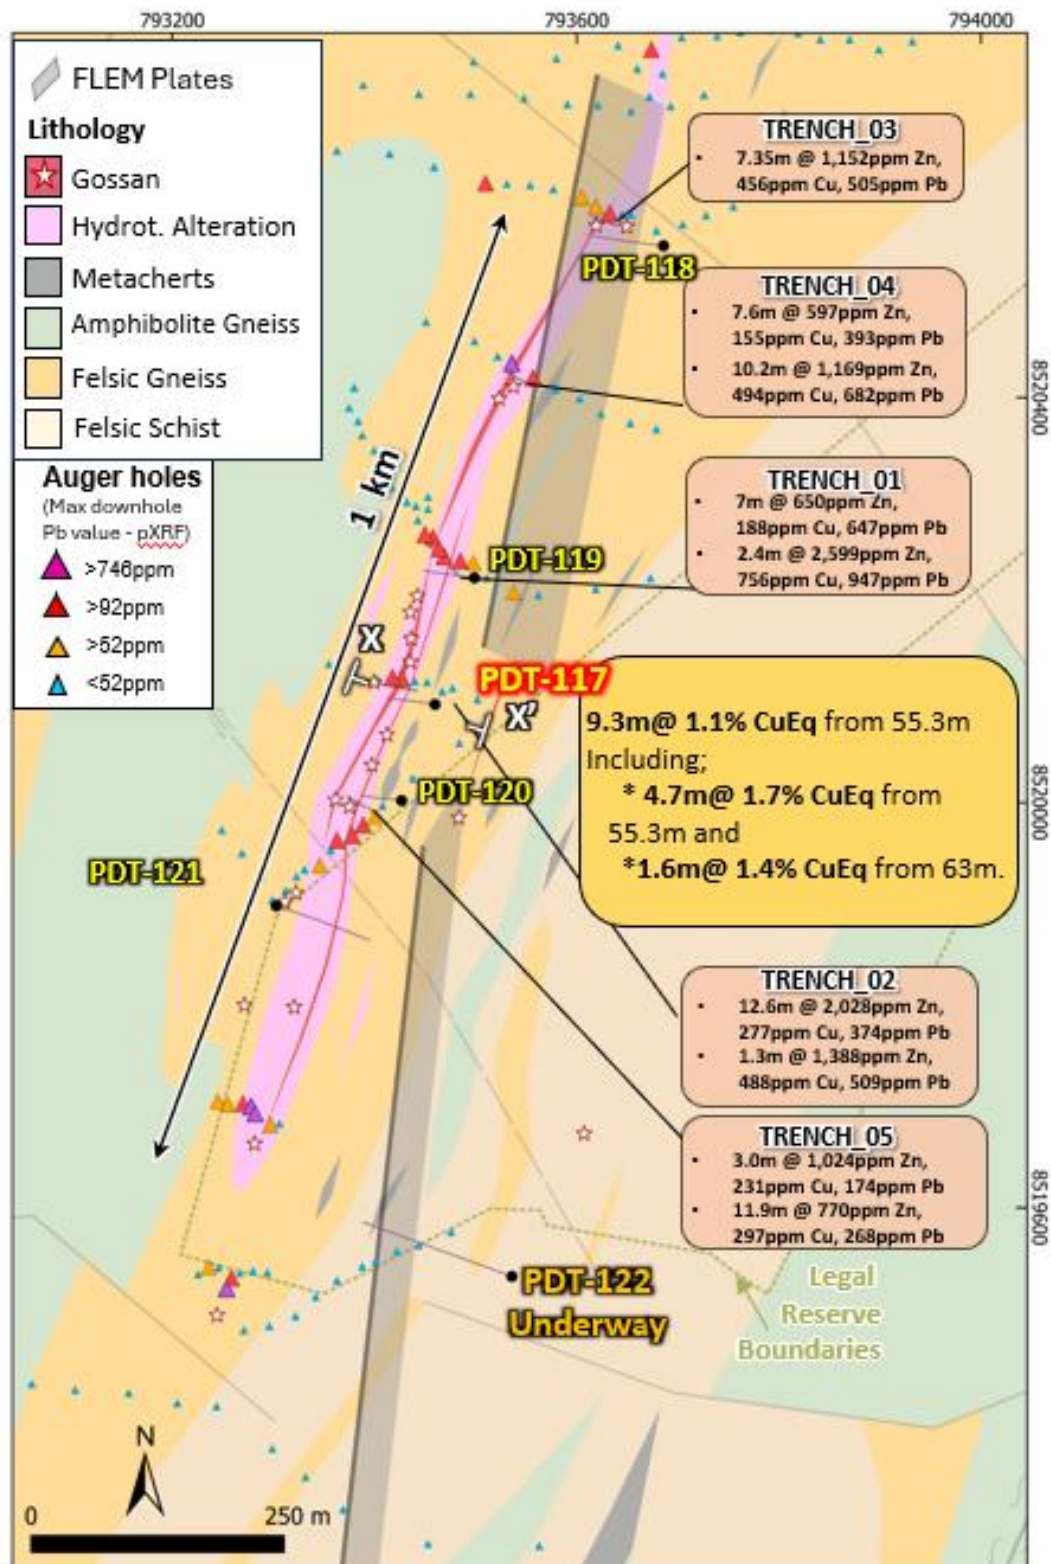 793200
793600
794000
FLEM Plates
Lithology
Gossan
Hydrot. Alteration
Metacherts
Amphibolite Gneiss
Felsic Gneiss
Felsic Schist
Auger holes
(Max downhole
Pb value - pXRF)
>746ppm
>92ppm
>52ppm
<52ppm
TRENCH_03
• 7.35m @ 1,152ppm Zn,
456ppm Cu, 505ppm Pb
PDT-118
TRENCH_04
• 7.6m @ 597ppm Zn,
155ppm Cu, 393ppm Pb
• 10.2m @ 1,169ppm Zn,
494ppm Cu, 682ppm Pb
8520400
1 km
TRENCH_01
• 7m @ 650ppm Zn,
188ppm Cu, 647ppm Pb
• 2.4m @ 2,599ppm Zn,
756ppm Cu, 947ppm Pb
PDT-119
X
PDT-117
X'
9.3m@ 1.1% CuEq from 55.3m
Including;
* 4.7m@ 1.7% CuEq from
55.3m and
*1.6m@ 1.4% CuEq from 63m.
8520000
PDT-120
PDT-121
TRENCH_02
• 12.6m @ 2,028ppm Zn,
277ppm Cu, 374ppm Pb
• 1.3m @ 1,388ppm Zn,
488ppm Cu, 509ppm Pb
TRENCH_05
• 3.0m @ 1,024ppm Zn,
231ppm Cu, 174ppm Pb
• 11.9m @ 770ppm Zn,
297ppm Cu, 268ppm Pb
8519600
PDT-122
Underway
Legal
Reserve
Boundaries
N
0
250 m